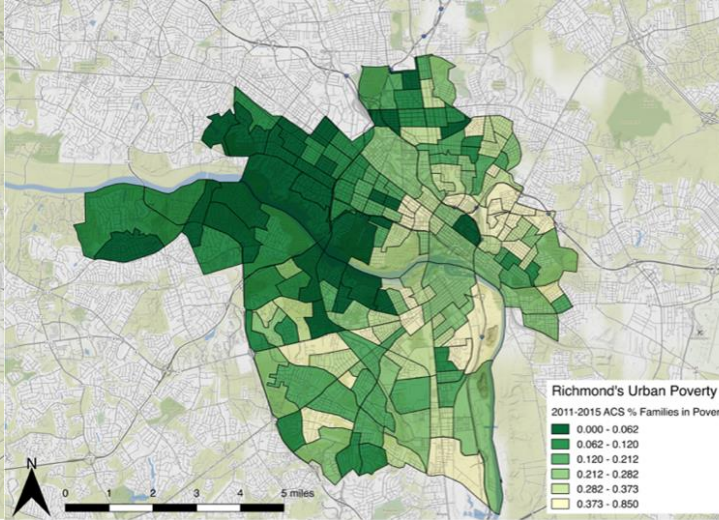 Richmond's Urban Poverty
2011-2015 ACS % Families in Pover
0.000 - 0.062
0.062 - 0.120
0.120 - 0.212
0.212 - 0.282
0.282 - 0.373
0.373 - 0.850
N
0 1 2 3 4 5 miles